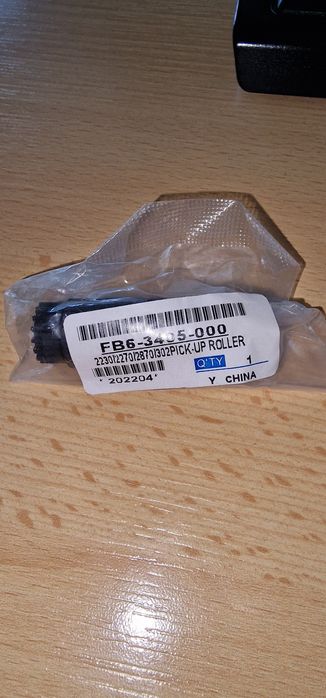 FB6-3405-000
2230/2270/2870/302PICK-UP ROLLER
Q'TY 1
* 202204 *
Y CHINA